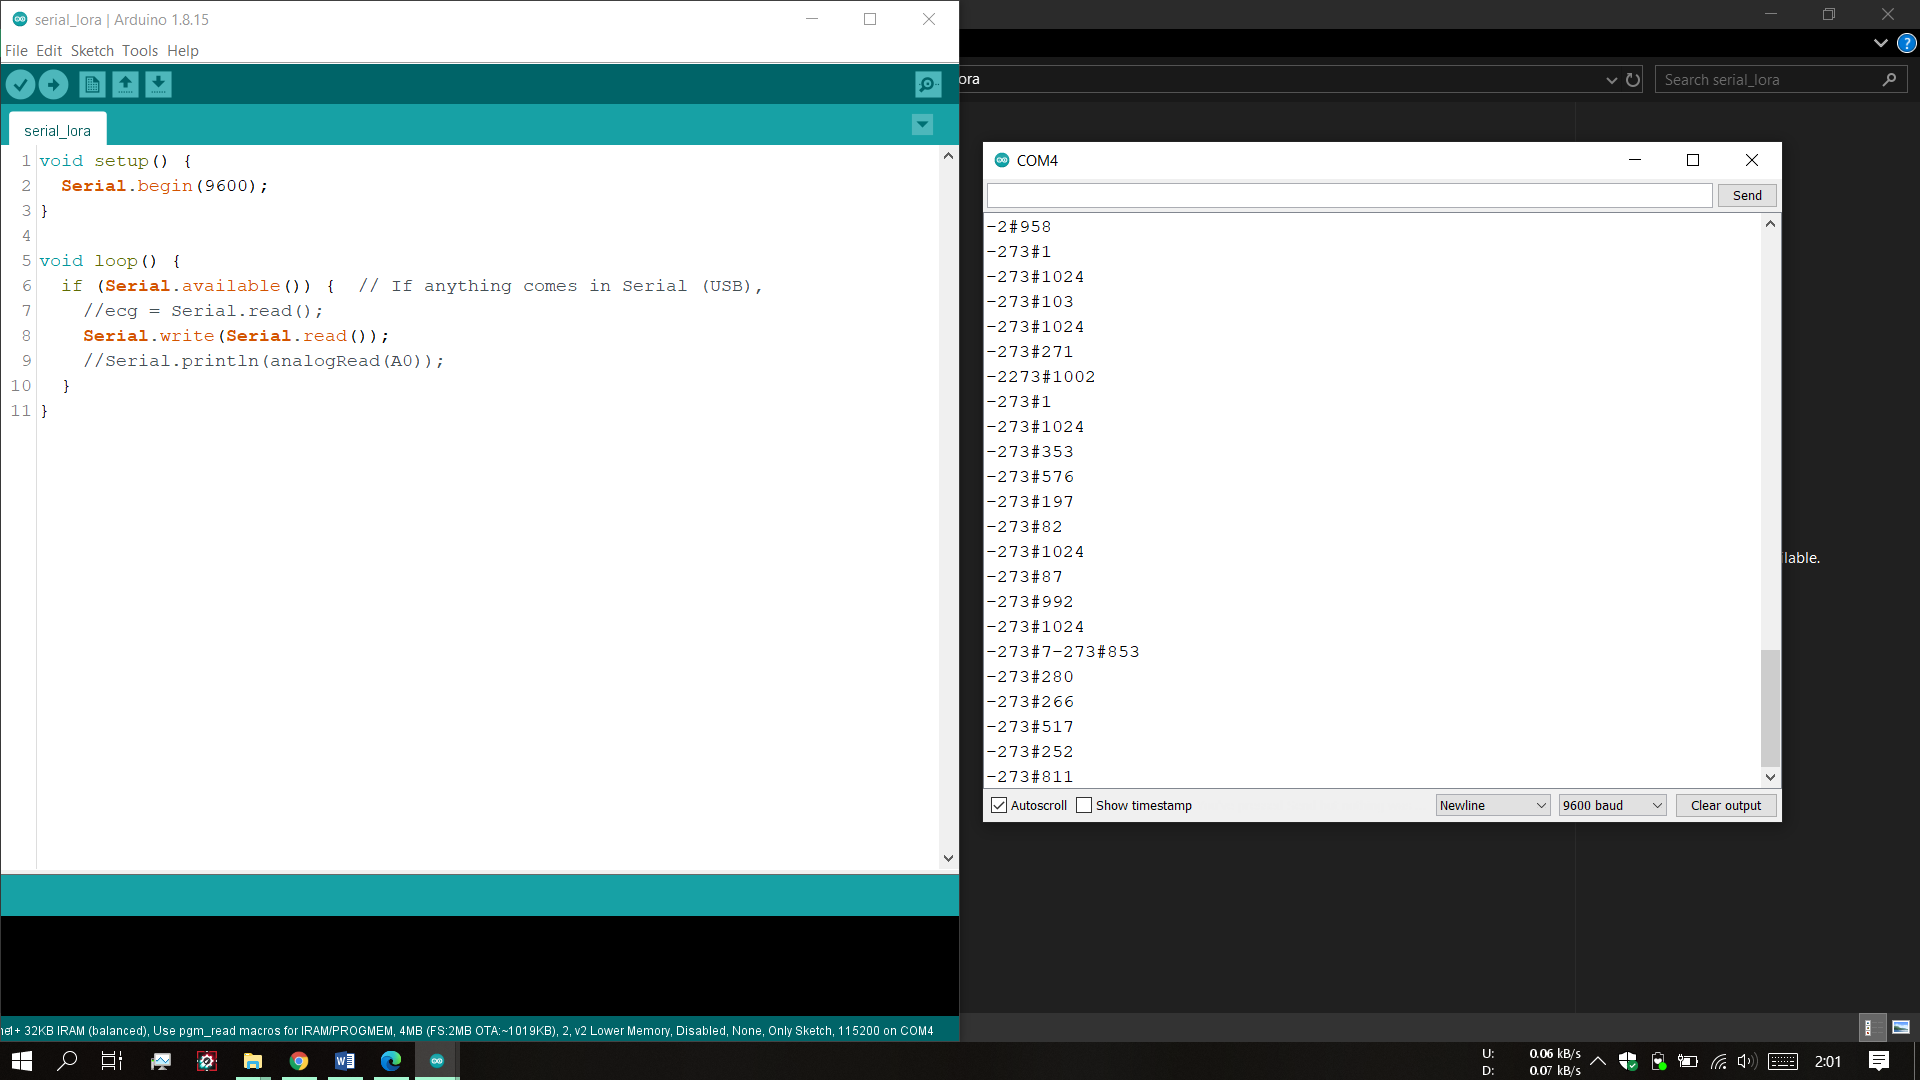 serial_lora | Arduino 1.8.15
File Edit Sketch Tools Help
serial_lora
1 void setup() {
2 Serial.begin(9600);
3 }
4
5 void loop() {
6 if (Serial.available()) { // If anything comes in Serial (USB),
7 //ecg = Serial.read();
8 Serial.write(Serial.read());
9 //Serial.println(analogRead(A0));
10 }
11 }
32KB IRAM (balanced), Use pgm_read macros for IRAM/PROGMEM, 4MB (FS:2MB OTA:~1019KB), 2, v2 Lower Memory, Disabled, None, Only Sketch, 115200 on COM4
ora
Search serial_lora
COM4
Send
-2#958
-273#1
-273#1024
-273#103
-273#1024
-273#271
-2273#1002
-273#1
-273#1024
-273#353
-273#576
-273#197
-273#82
-273#1024
-273#87
-273#992
-273#1024
-273#7-273#853
-273#280
-273#266
-273#517
-273#252
-273#811
Autoscroll Show timestamp Newline 9600 baud Clear output
lable.
U: 0.06 kB/s
D: 0.07 kB/s
2:01